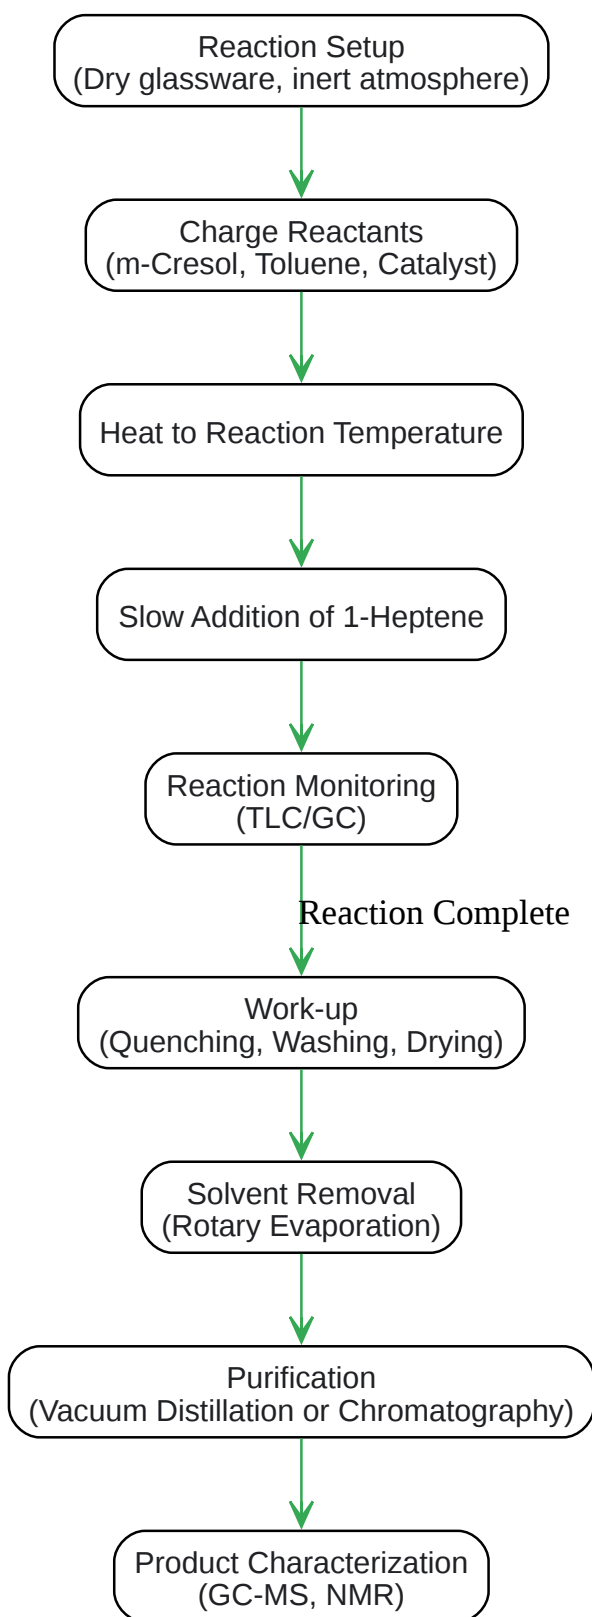 Reaction Setup
(Dry glassware, inert atmosphere)
Charge Reactants
(m-Cresol, Toluene, Catalyst)
Heat to Reaction Temperature
Slow Addition of 1-Heptene
Reaction Monitoring
(TLC/GC)
Reaction Complete
Work-up
(Quenching, Washing, Drying)
Solvent Removal
(Rotary Evaporation)
Purification
(Vacuum Distillation or Chromatography)
Product Characterization
(GC-MS, NMR)